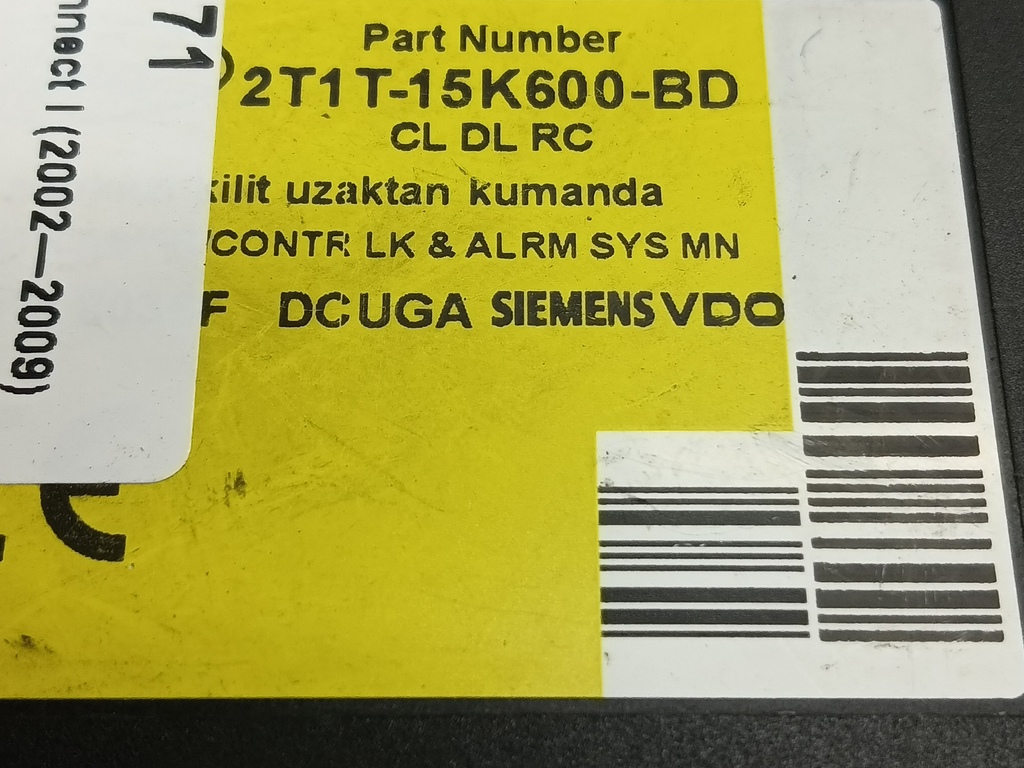 Part Number
2T1T-15K600-BD
CL DL RC
kilit uzaktan kumanda
/CONTR LK & ALRM SYS MN
F DCUGA SIEMENS VDO
71
nnect I (2002—2009)